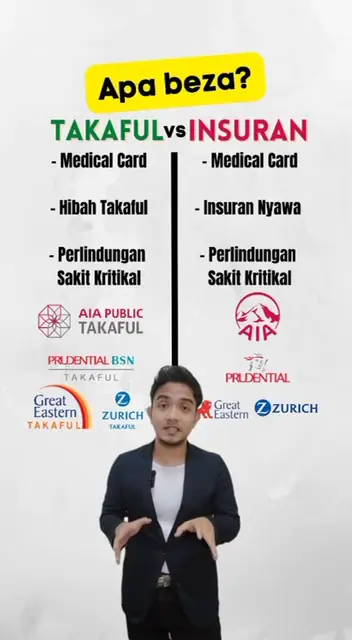 Apa beza?
TAKAFUL vs INSURAN
- Medical Card
- Hibah Takaful
- Perlindungan
Sakit Kritikal
AIA PUBLIC
TAKAFUL
PRUDENTIAL BSN
TAKAFUL
Great
Eastern
TAKAFUL
ZURICH
TAKAFUL
- Medical Card
- Insuran Nyawa
- Perlindungan
Sakit Kritikal
AIA
PRUDENTIAL
Great
Eastern
ZURICH